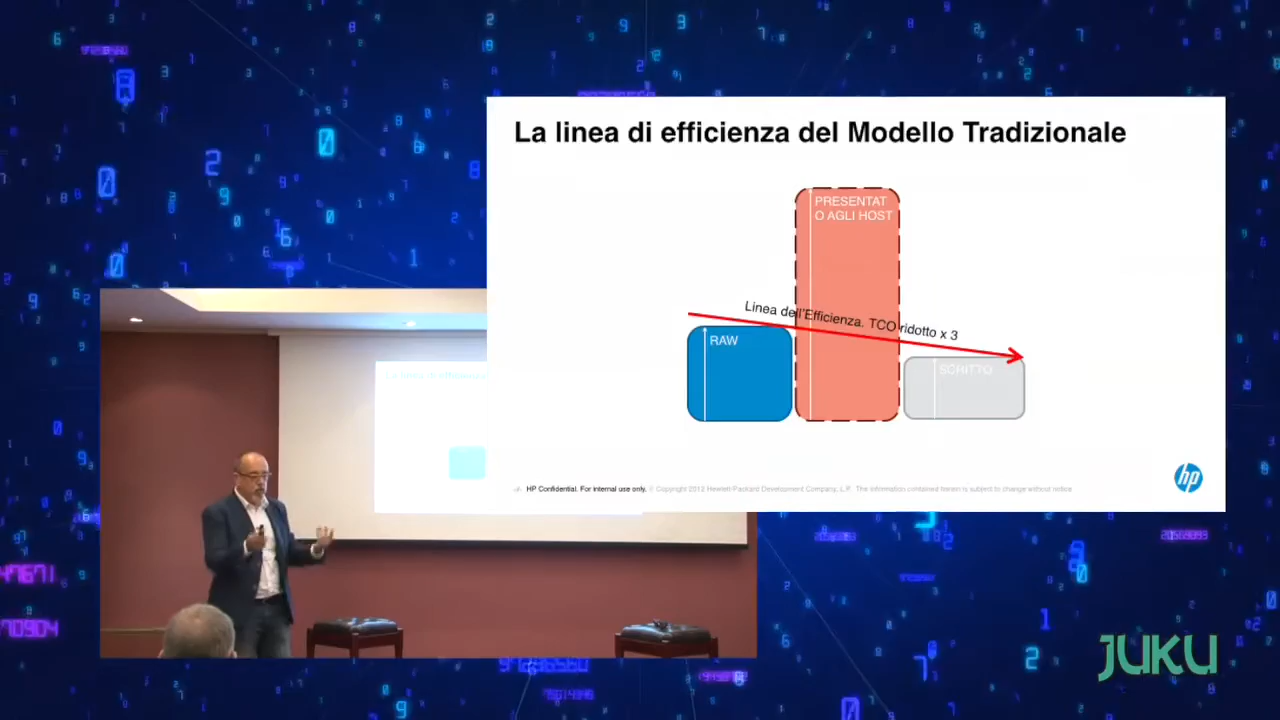 La linea di efficienza del Modello Tradizionale
PRESENTAT
O AGLI HOST
Linea dell'Efficienza. TCO ridotto x 3
RAW
SCRITTO
HP Confidential. For internal use only. © Copyright 2012 Hewlett-Packard Development Company, L.P. The information contained herein is subject to change without notice
hp
JUKU